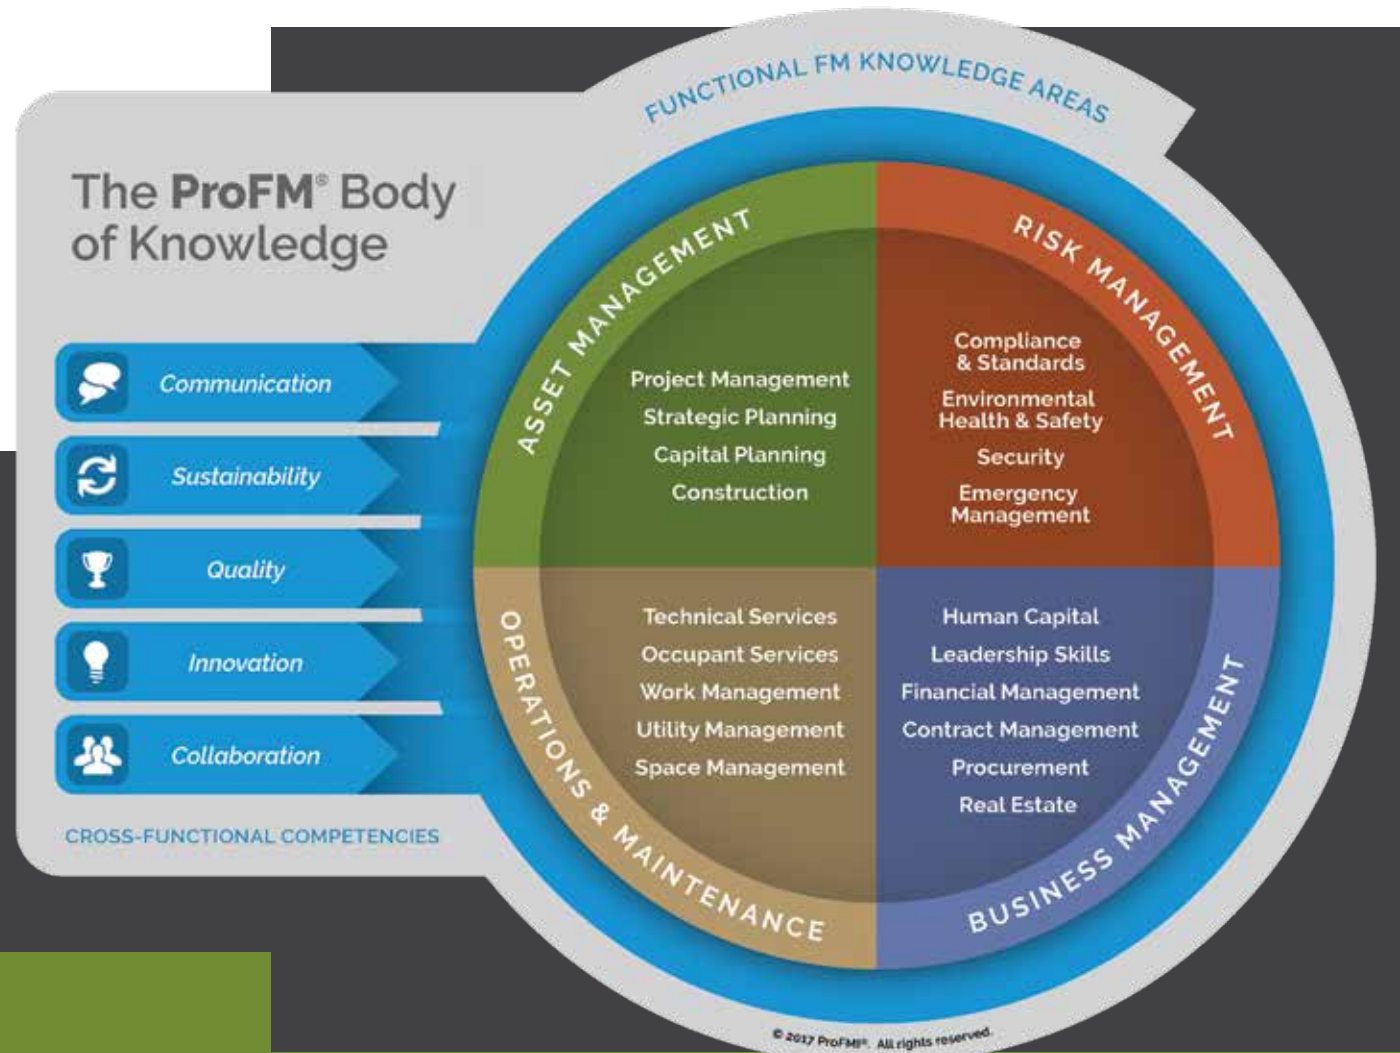 The ProFM® Body
of Knowledge
Communication
Sustainability
Quality
Innovation
Collaboration
CROSS-FUNCTIONAL COMPETENCIES
FUNCTIONAL FM KNOWLEDGE AREAS
ASSET MANAGEMENT
Project Management
Strategic Planning
Capital Planning
Construction
RISK MANAGEMENT
Compliance
& Standards
Environmental
Health & Safety
Security
Emergency
Management
OPERATIONS & MAINTENANCE
Technical Services
Occupant Services
Work Management
Utility Management
Space Management
BUSINESS MANAGEMENT
Human Capital
Leadership Skills
Financial Management
Contract Management
Procurement
Real Estate
© 2017 ProFMI®. All rights reserved.